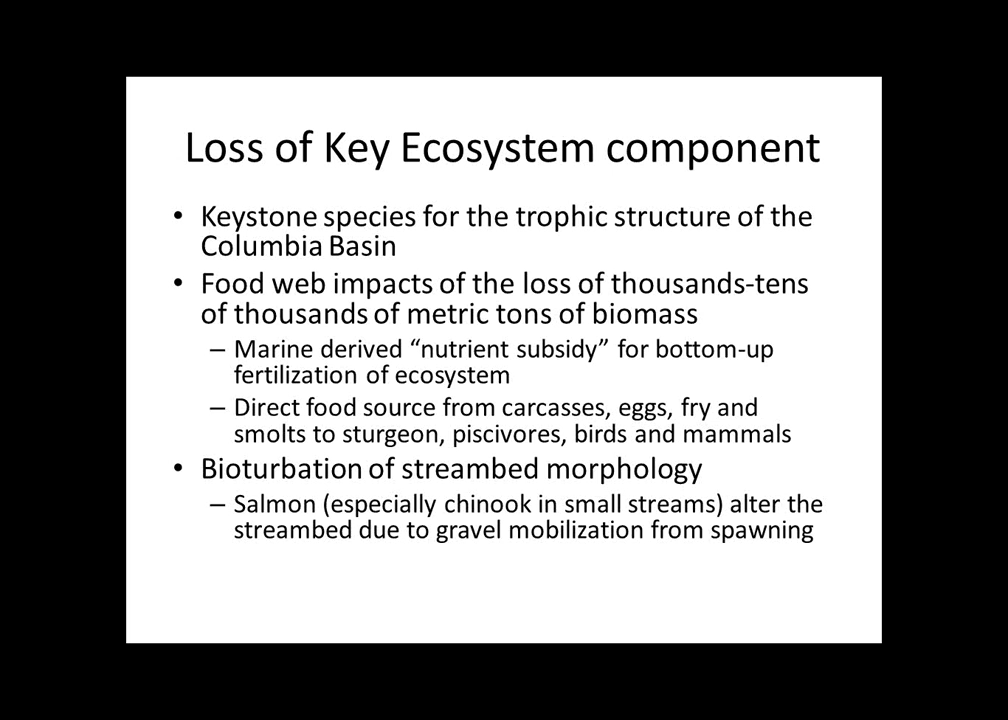 Loss of Key Ecosystem component
• Keystone species for the trophic structure of the
Columbia Basin
• Food web impacts of the loss of thousands-tens
of thousands of metric tons of biomass
– Marine derived “nutrient subsidy” for bottom-up
fertilization of ecosystem
– Direct food source from carcasses, eggs, fry and
smolts to sturgeon, piscivores, birds and mammals
• Bioturbation of streambed morphology
– Salmon (especially chinook in small streams) alter the
streambed due to gravel mobilization from spawning